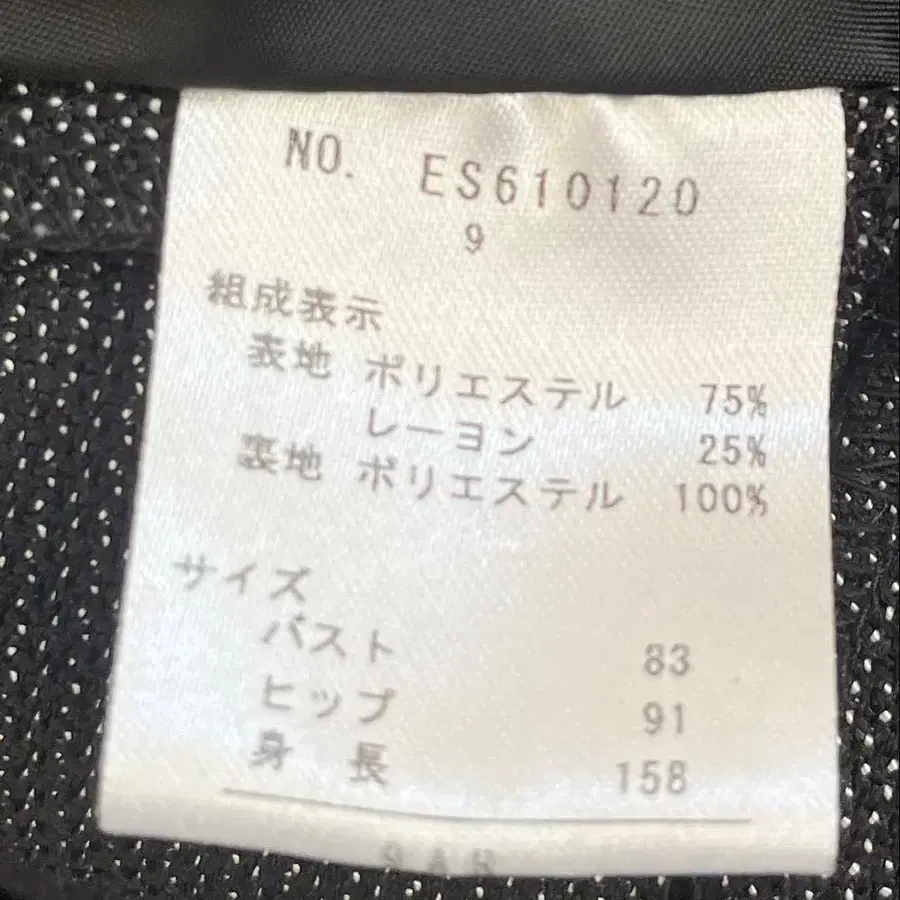 NO. ES610120
9
組成表示
表地 ポリエステル 75%
レーヨン 25%
裏地 ポリエステル 100%
サイズ
バスト 83
ヒップ 91
身 長 158
9AR